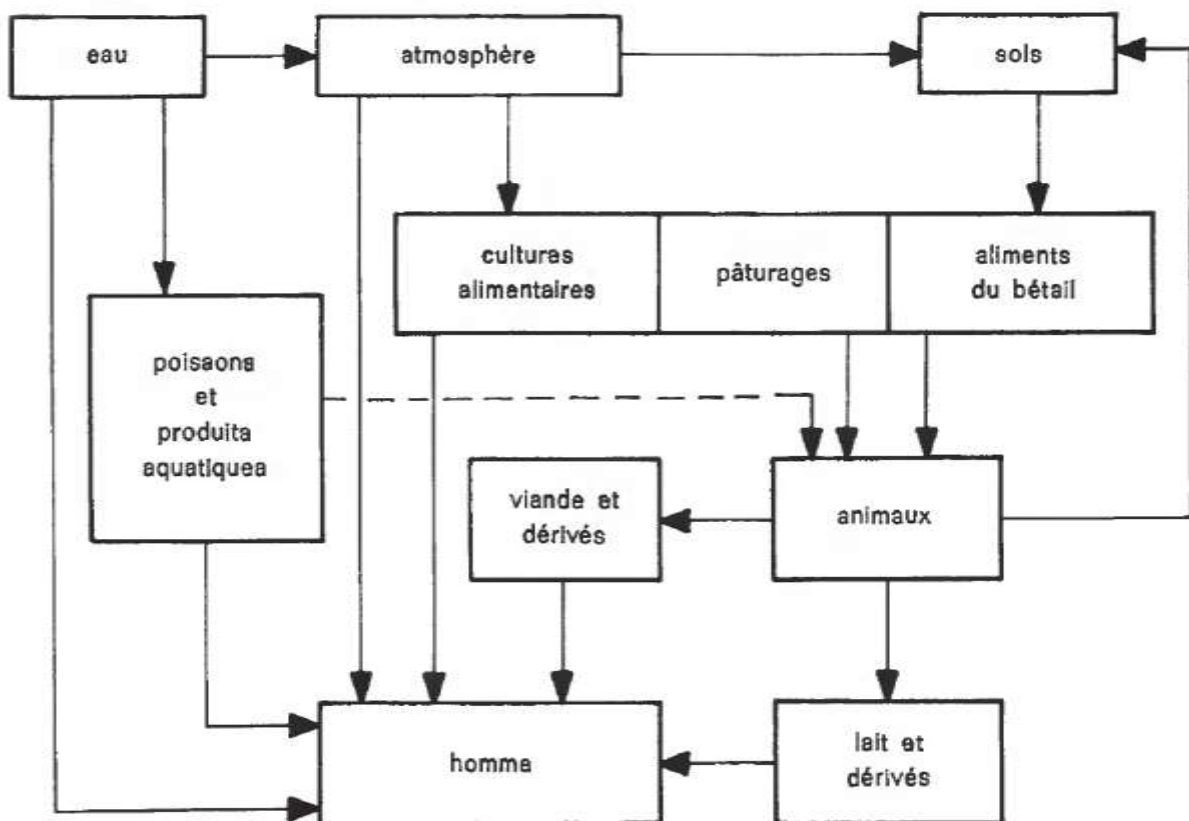 eau
atmosphère
sols
cultures
alimentaires
pâturages
aliments
du bétail
poisaons
et
produita
aquatiquea
viande et
dérivés
animaux
homma
lait et
dérivés